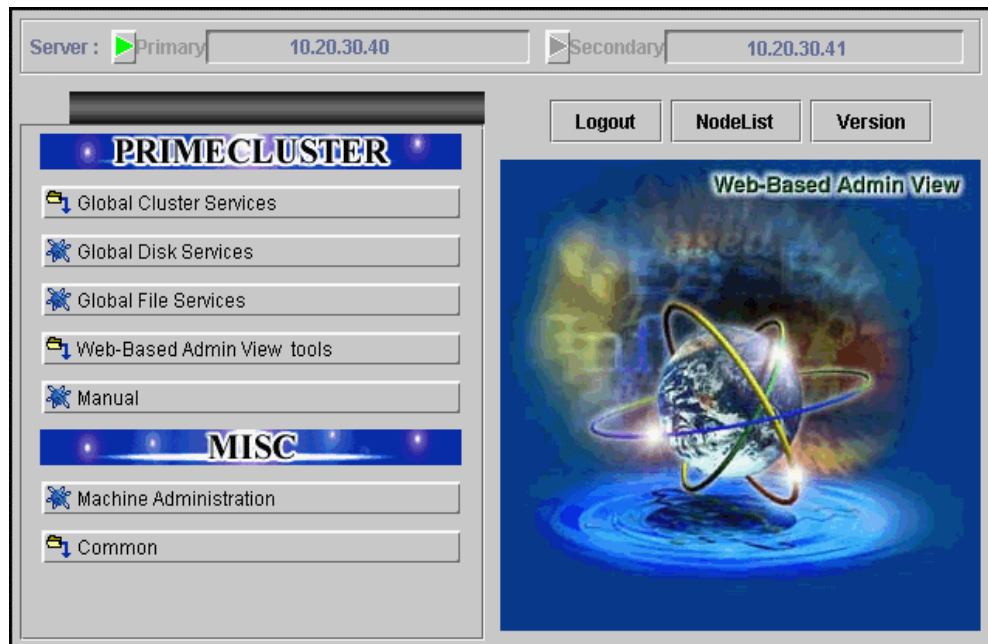 Server : Primary 10.20.30.40 Secondary 10.20.30.41
Logout NodeList Version
PRIMECLUSTER
Global Cluster Services
Global Disk Services
Global File Services
Web-Based Admin View tools
Manual
MISC
Machine Administration
Common
Web-Based Admin View